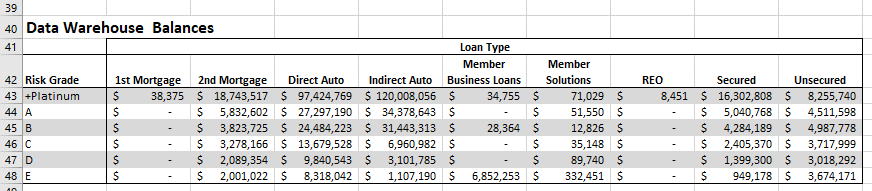 39
40 Data Warehouse  Balances
41 Loan Type
Member Member
42 Risk Grade 1st Mortgage 2nd Mortgage Direct Auto Indirect Auto Business Loans Solutions REO Secured Unsecured
43 +Platinum $ 38,375 $ 18,743,517 $ 97,424,769 $ 120,008,056 $ 34,755 $ 71,029 $ 8,451 $ 16,302,808 $ 8,255,740
44 A $ - $ 5,832,602 $ 27,297,190 $ 34,378,643 $ - $ 51,550 $ - $ 5,040,768 $ 4,511,598
45 B $ - $ 3,823,725 $ 24,484,223 $ 31,443,313 $ 28,364 $ 12,826 $ - $ 4,284,189 $ 4,987,778
46 C $ - $ 3,278,166 $ 13,679,528 $ 6,960,982 $ - $ 35,148 $ - $ 2,405,370 $ 3,717,999
47 D $ - $ 2,089,354 $ 9,840,543 $ 3,101,785 $ - $ 89,740 $ - $ 1,399,300 $ 3,018,292
48 E $ - $ 2,001,022 $ 8,318,042 $ 1,107,190 $ 6,852,253 $ 332,451 $ - $ 949,178 $ 3,674,171